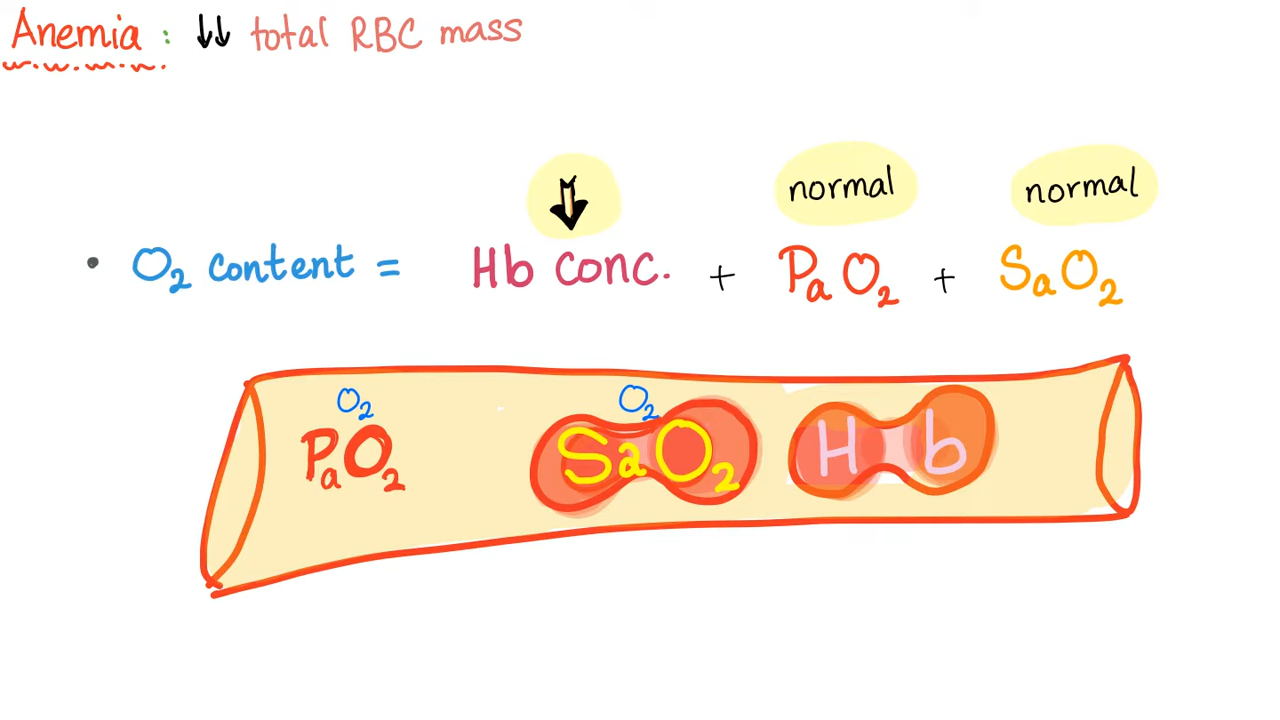 Anemia : ↓↓ total RBC mass
↓ normal normal
• O₂ content = Hb conc. + PaO₂ + SaO₂
O₂ O₂
PaO₂ SaO₂ Hb